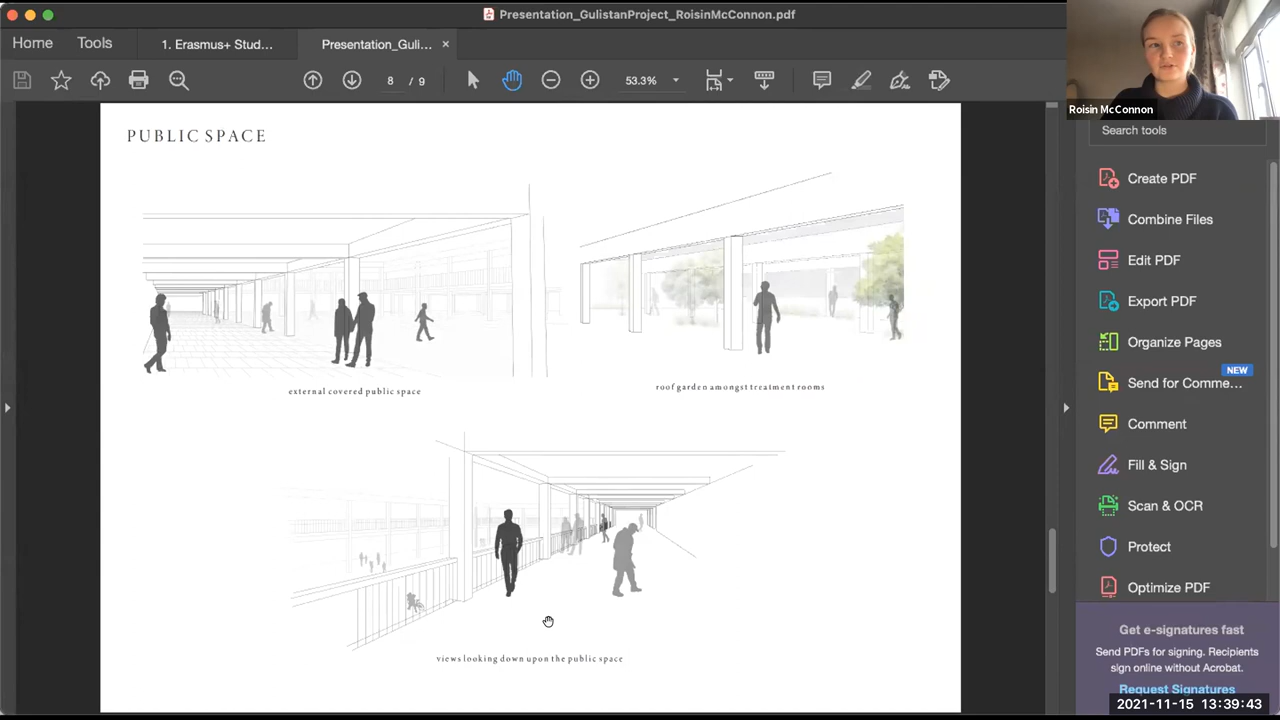 Presentation_GulistanProject_RoisinMcConnon.pdf
Home
Tools
1. Erasmus+ Stud...
Presentation_Guli...
×
8 / 9
53.3%
Roisin McConnon
Search tools
Create PDF
Combine Files
Edit PDF
Export PDF
Organize Pages
NEW
Send for Comme...
Comment
Fill & Sign
Scan & OCR
Protect
Optimize PDF
Get e-signatures fast
Send PDFs for signing. Recipients
sign online without Acrobat.
Request Signatures
2021-11-15 13:39:43
PUBLIC SPACE
external covered public space
roof garden amongst treatment rooms
views looking down upon the public space